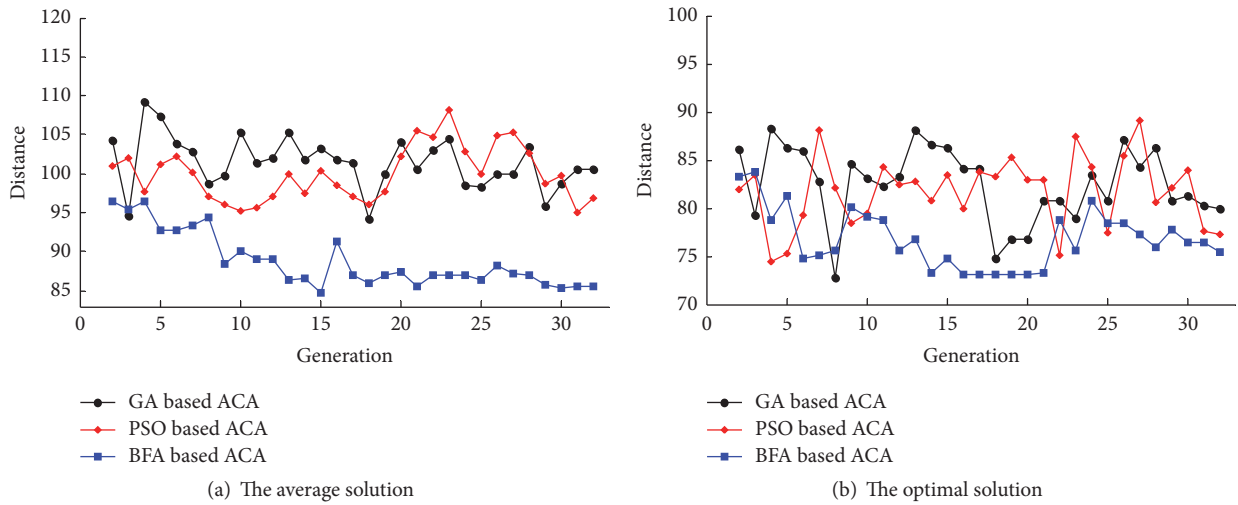 120
115
110
105
100
95
90
85
Distance
0 5 10 15 20 25 30
Generation
GA based ACA
PSO based ACA
BFA based ACA
(a) The average solution
100
95
90
85
80
75
70
Distance
0 5 10 15 20 25 30
Generation
GA based ACA
PSO based ACA
BFA based ACA
(b) The optimal solution